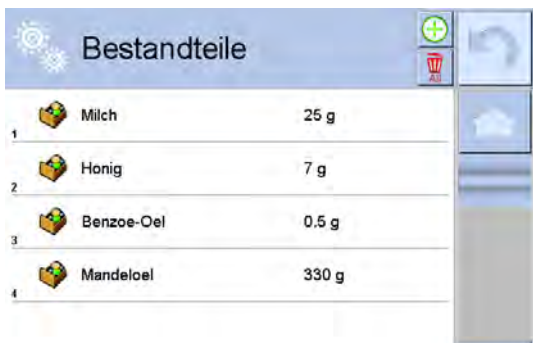 Bestandteile
All
1 Milch 25 g
2 Honig 7 g
3 Benzoe-Oel 0.5 g
4 Mandeloel 330 g